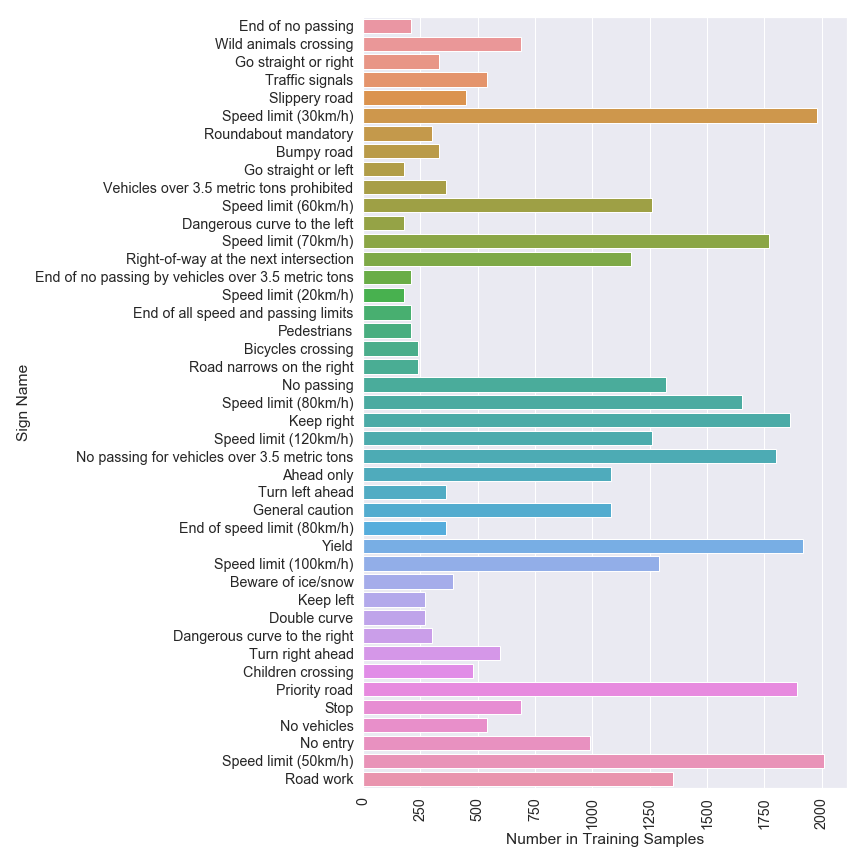 End of no passing
Wild animals crossing
Go straight or right
Traffic signals
Slippery road
Speed limit (30km/h)
Roundabout mandatory
Bumpy road
Go straight or left
Vehicles over 3.5 metric tons prohibited
Speed limit (60km/h)
Dangerous curve to the left
Speed limit (70km/h)
Right-of-way at the next intersection
End of no passing by vehicles over 3.5 metric tons
Speed limit (20km/h)
End of all speed and passing limits
Pedestrians
Bicycles crossing
Road narrows on the right
No passing
Speed limit (80km/h)
Keep right
Speed limit (120km/h)
No passing for vehicles over 3.5 metric tons
Ahead only
Turn left ahead
General caution
End of speed limit (80km/h)
Yield
Speed limit (100km/h)
Beware of ice/snow
Keep left
Double curve
Dangerous curve to the right
Turn right ahead
Children crossing
Priority road
Stop
No vehicles
No entry
Speed limit (50km/h)
Road work
Sign Name
0
250
500
750
1000
1250
1500
1750
2000
Number in Training Samples